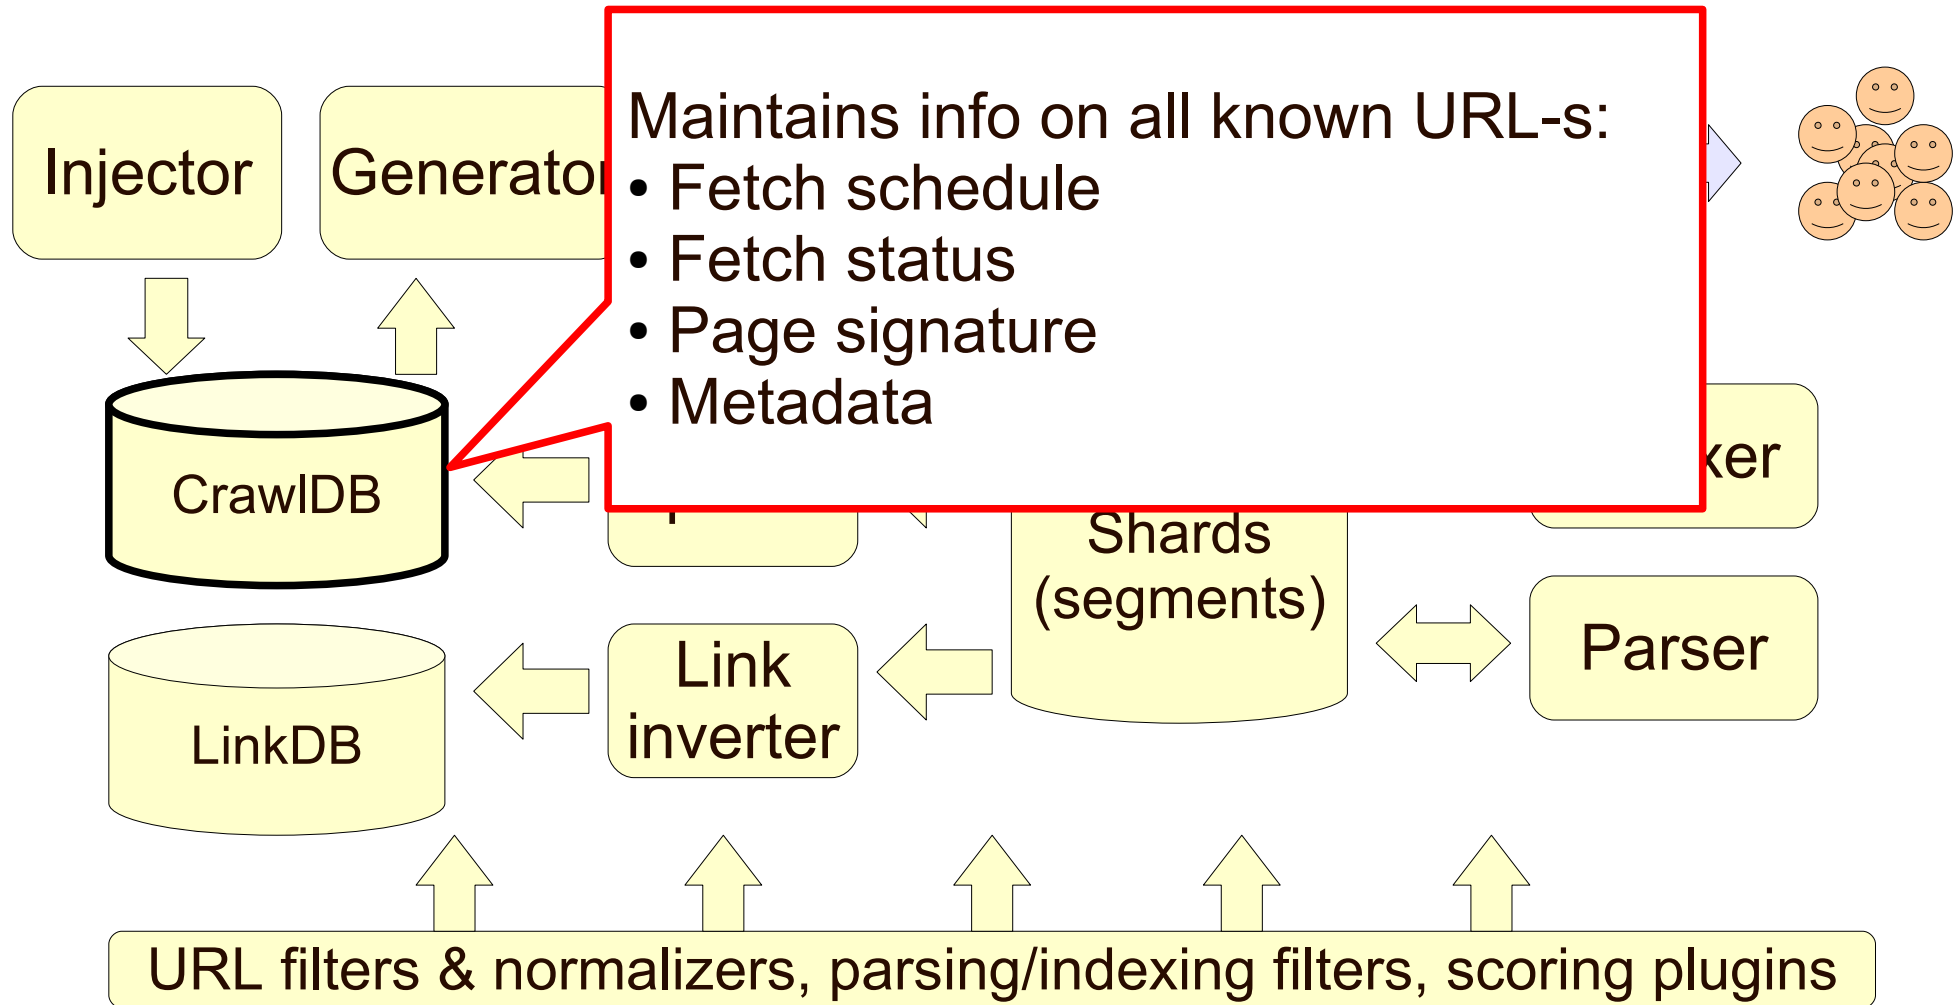 Maintains info on all known URL-s:
• Fetch schedule
• Fetch status
• Page signature
• Metadata
Injector
Generator
CrawlDB
Shards
(segments)
Link
inverter
Parser
LinkDB
URL filters & normalizers, parsing/indexing filters, scoring plugins